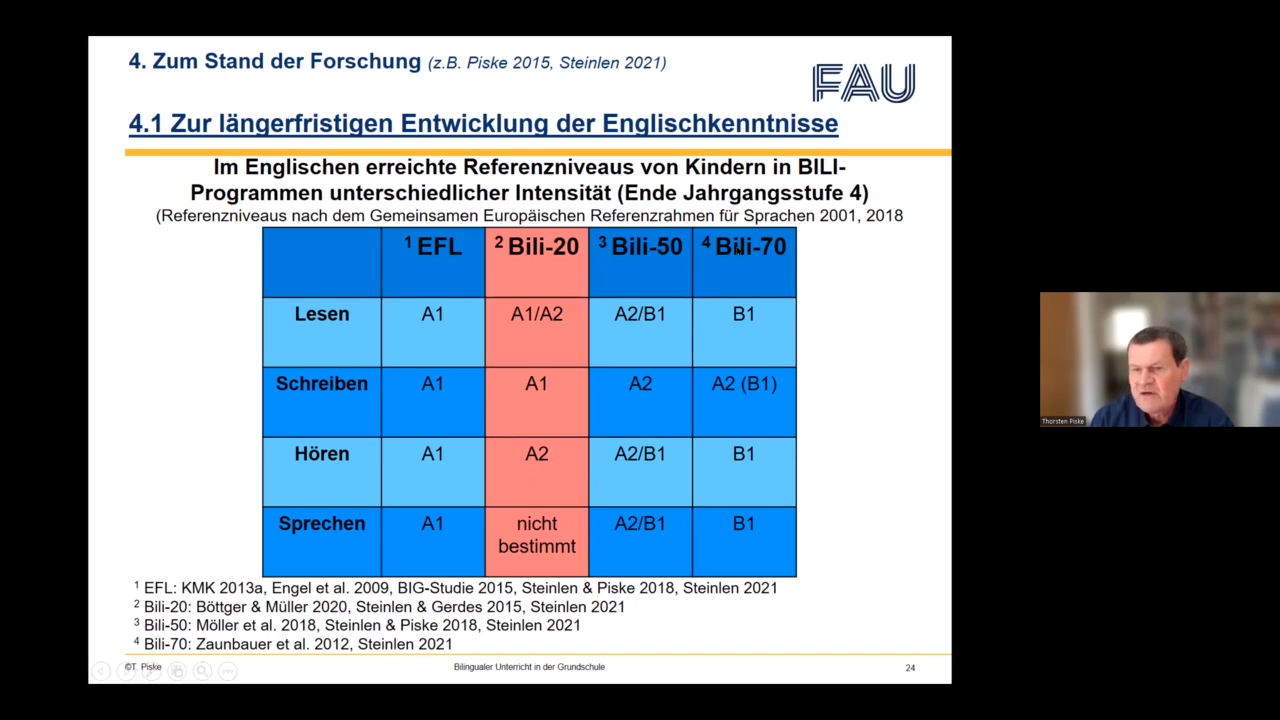 4. Zum Stand der Forschung (z.B. Piske 2015, Steinlen 2021)
FAU
4.1 Zur längerfristigen Entwicklung der Englischkenntnisse
Im Englischen erreichte Referenzniveaus von Kindern in BILI-
Programmen unterschiedlicher Intensität (Ende Jahrgangsstufe 4)
(Referenzniveaus nach dem Gemeinsamen Europäischen Referenzrahmen für Sprachen 2001, 2018
1 EFL 2 Bili-20 3 Bili-50 4 Bili-70
Lesen A1 A1/A2 A2/B1 B1
Schreiben A1 A1 A2 A2 (B1)
Hören A1 A2 A2/B1 B1
Sprechen A1 nicht bestimmt A2/B1 B1
1 EFL: KMK 2013a, Engel et al. 2009, BIG-Studie 2015, Steinlen & Piske 2018, Steinlen 2021
2 Bili-20: Böttger & Müller 2020, Steinlen & Gerdes 2015, Steinlen 2021
3 Bili-50: Möller et al. 2018, Steinlen & Piske 2018, Steinlen 2021
4 Bili-70: Zaunbauer et al. 2012, Steinlen 2021
©T. Piske Bilingualer Unterricht in der Grundschule 24
Thorsten Piske